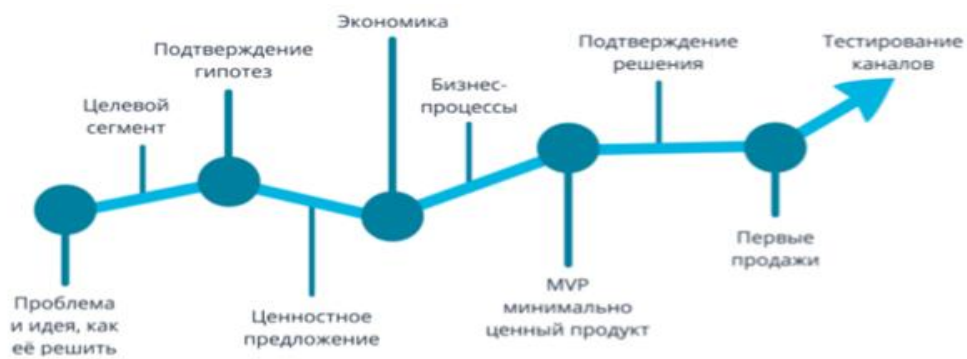 Экономика
Подтверждение
гипотез
Подтверждение
решения
Тестирование
каналов
Целевой
сегмент
Бизнес-
процессы
Проблема
и идея, как
её решить
Ценностное
предложение
MVP
минимально
ценный продукт
Первые
продажи